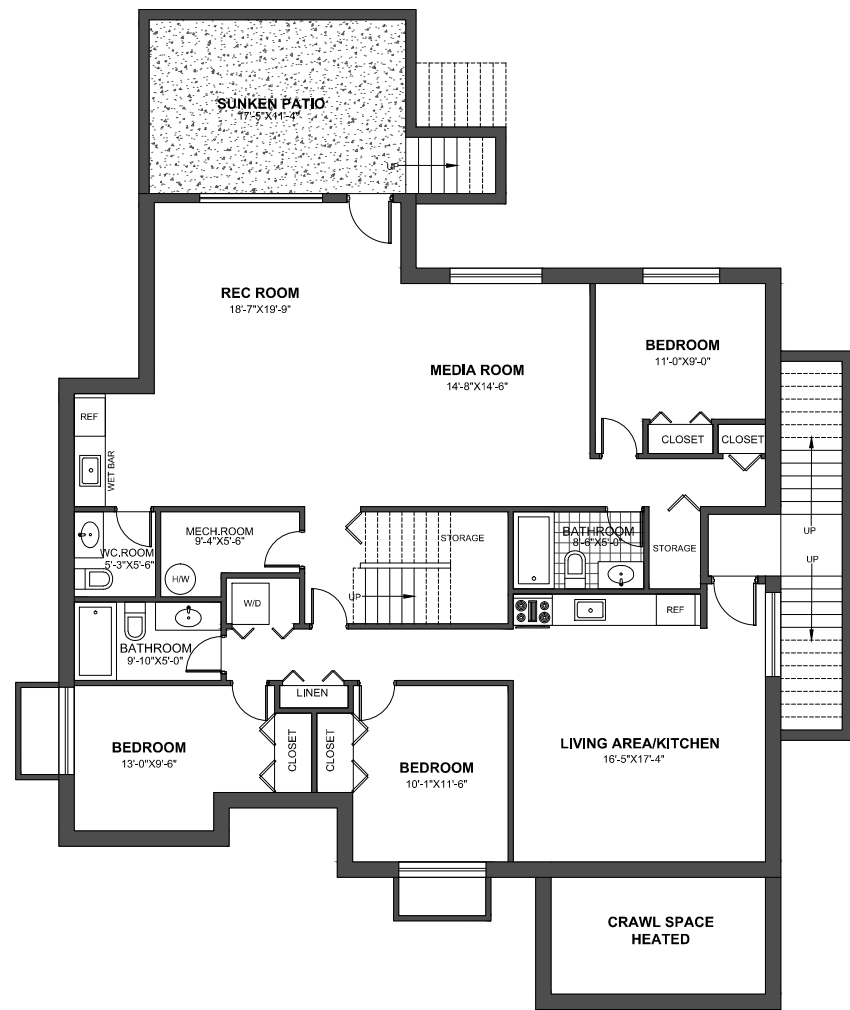 SUNKEN PATIO
17'-5"X11'-4"
UP
REC ROOM
18'-7"X19'-9"
MEDIA ROOM
14'-8"X14'-6"
BEDROOM
11'-0"X9'-0"
REF
CLOSET
CLOSET
WET BAR
MECH.ROOM
9'-4"X5'-6"
STORAGE
BATHROOM
8'-6"X5'-0"
UP
WC.ROOM
5'-3"X5'-6"
STORAGE
UP
H/W
W/D
UP
REF
BATHROOM
9'-10"X5'-0"
LINEN
BEDROOM
13'-0"X9'-6"
CLOSET
CLOSET
BEDROOM
10'-1"X11'-6"
LIVING AREA/KITCHEN
16'-5"X17'-4"
CRAWL SPACE
HEATED